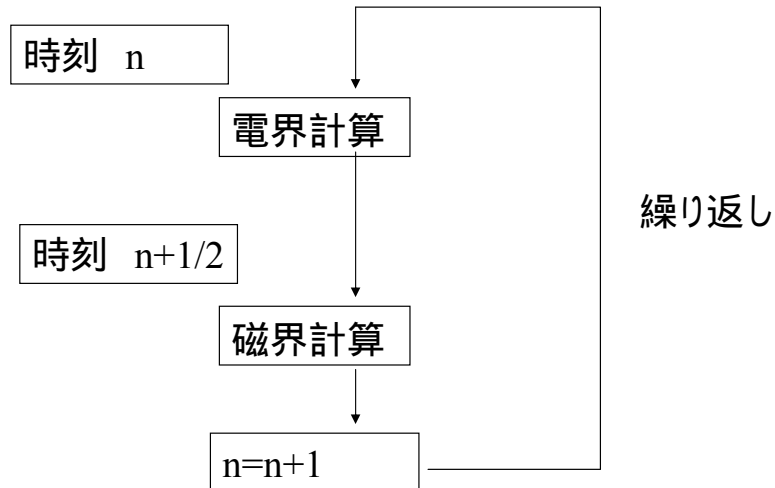 時刻 n
電界計算
繰り返し
時刻 n+1/2
磁界計算
n=n+1